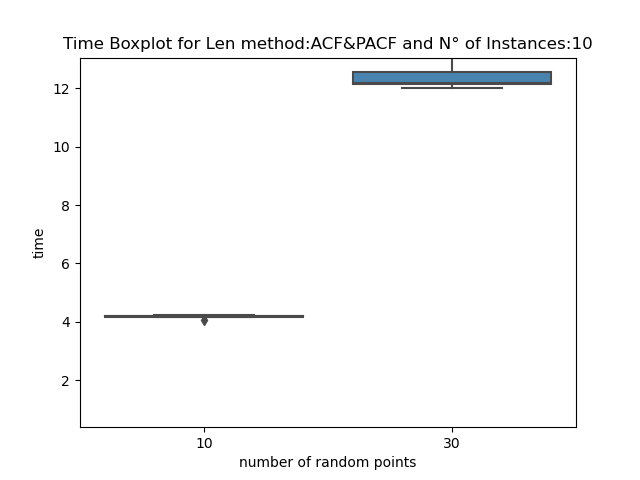 Time Boxplot for Len method:ACF&PACF and N° of Instances:10
12
10
8
6
4
2
time
10 30
number of random points